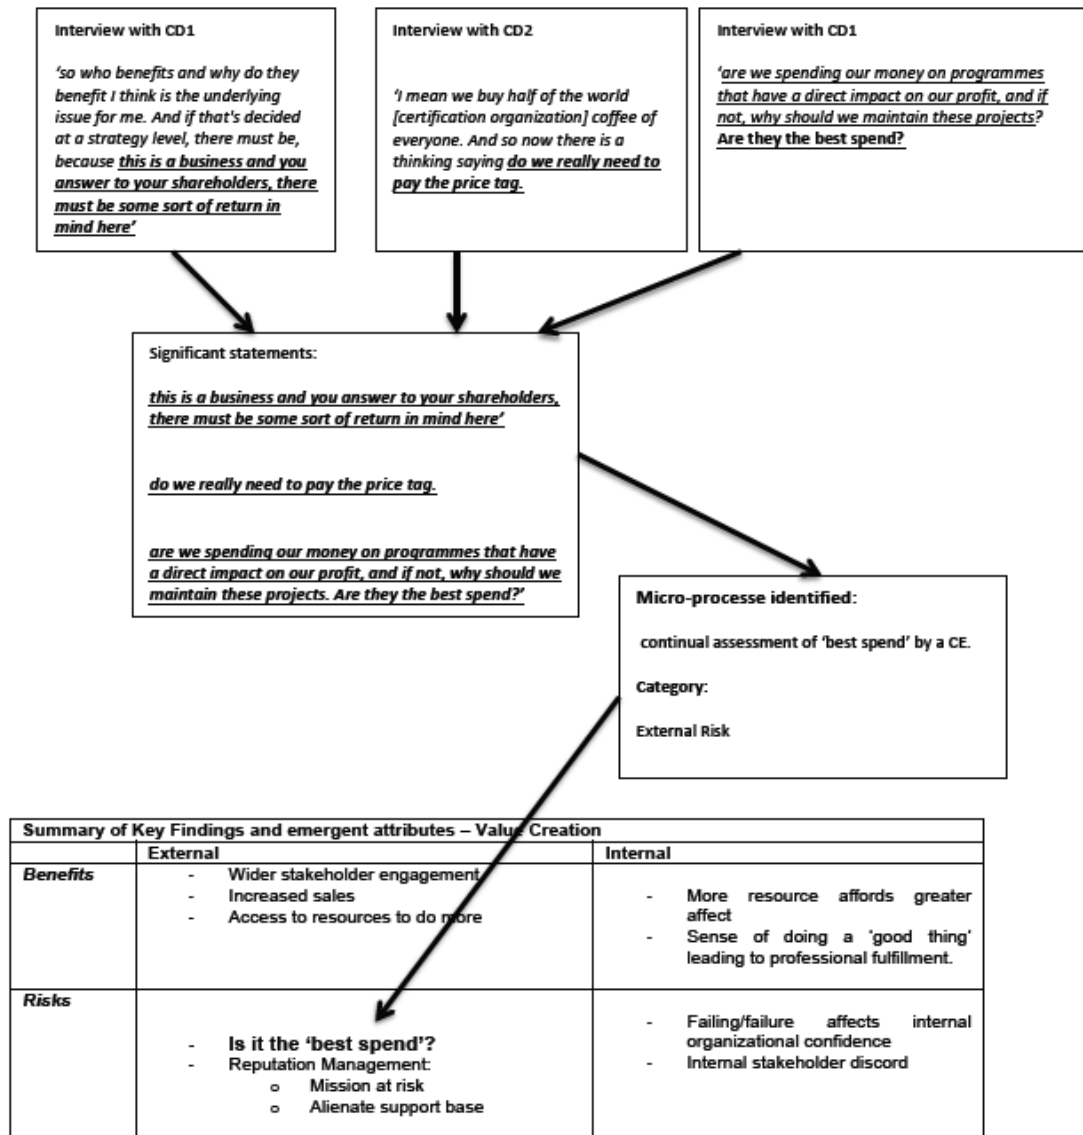 Interview with CD1
‘so who benefits and why do they
benefit I think is the underlying
issue for me. And if that's decided
at a strategy level, there must be,
because this is a business and you
answer to your shareholders, there
must be some sort of return in
mind here’
Interview with CD2
‘I mean we buy half of the world
[certification organization] coffee of
everyone. And so now there is a
thinking saying do we really need to
pay the price tag.
Interview with CD1
‘are we spending our money on programmes
that have a direct impact on our profit, and if
not, why should we maintain these projects?
Are they the best spend?
Significant statements:
this is a business and you answer to your shareholders,
there must be some sort of return in mind here’
do we really need to pay the price tag.
are we spending our money on programmes that have
a direct impact on our profit, and if not, why should we
maintain these projects. Are they the best spend?’
Micro-processe identified:
continual assessment of ‘best spend’ by a CE.
Category:
External Risk
Summary of Key Findings and emergent attributes – Value Creation
External
Internal
Benefits
- Wider stakeholder engagement
- Increased sales
- Access to resources to do more
- More resource affords greater
affect
- Sense of doing a ‘good thing’
leading to professional fulfillment.
Risks
- Is it the ‘best spend’?
- Reputation Management:
o Mission at risk
o Alienate support base
- Failing/failure affects internal
organizational confidence
- Internal stakeholder discord